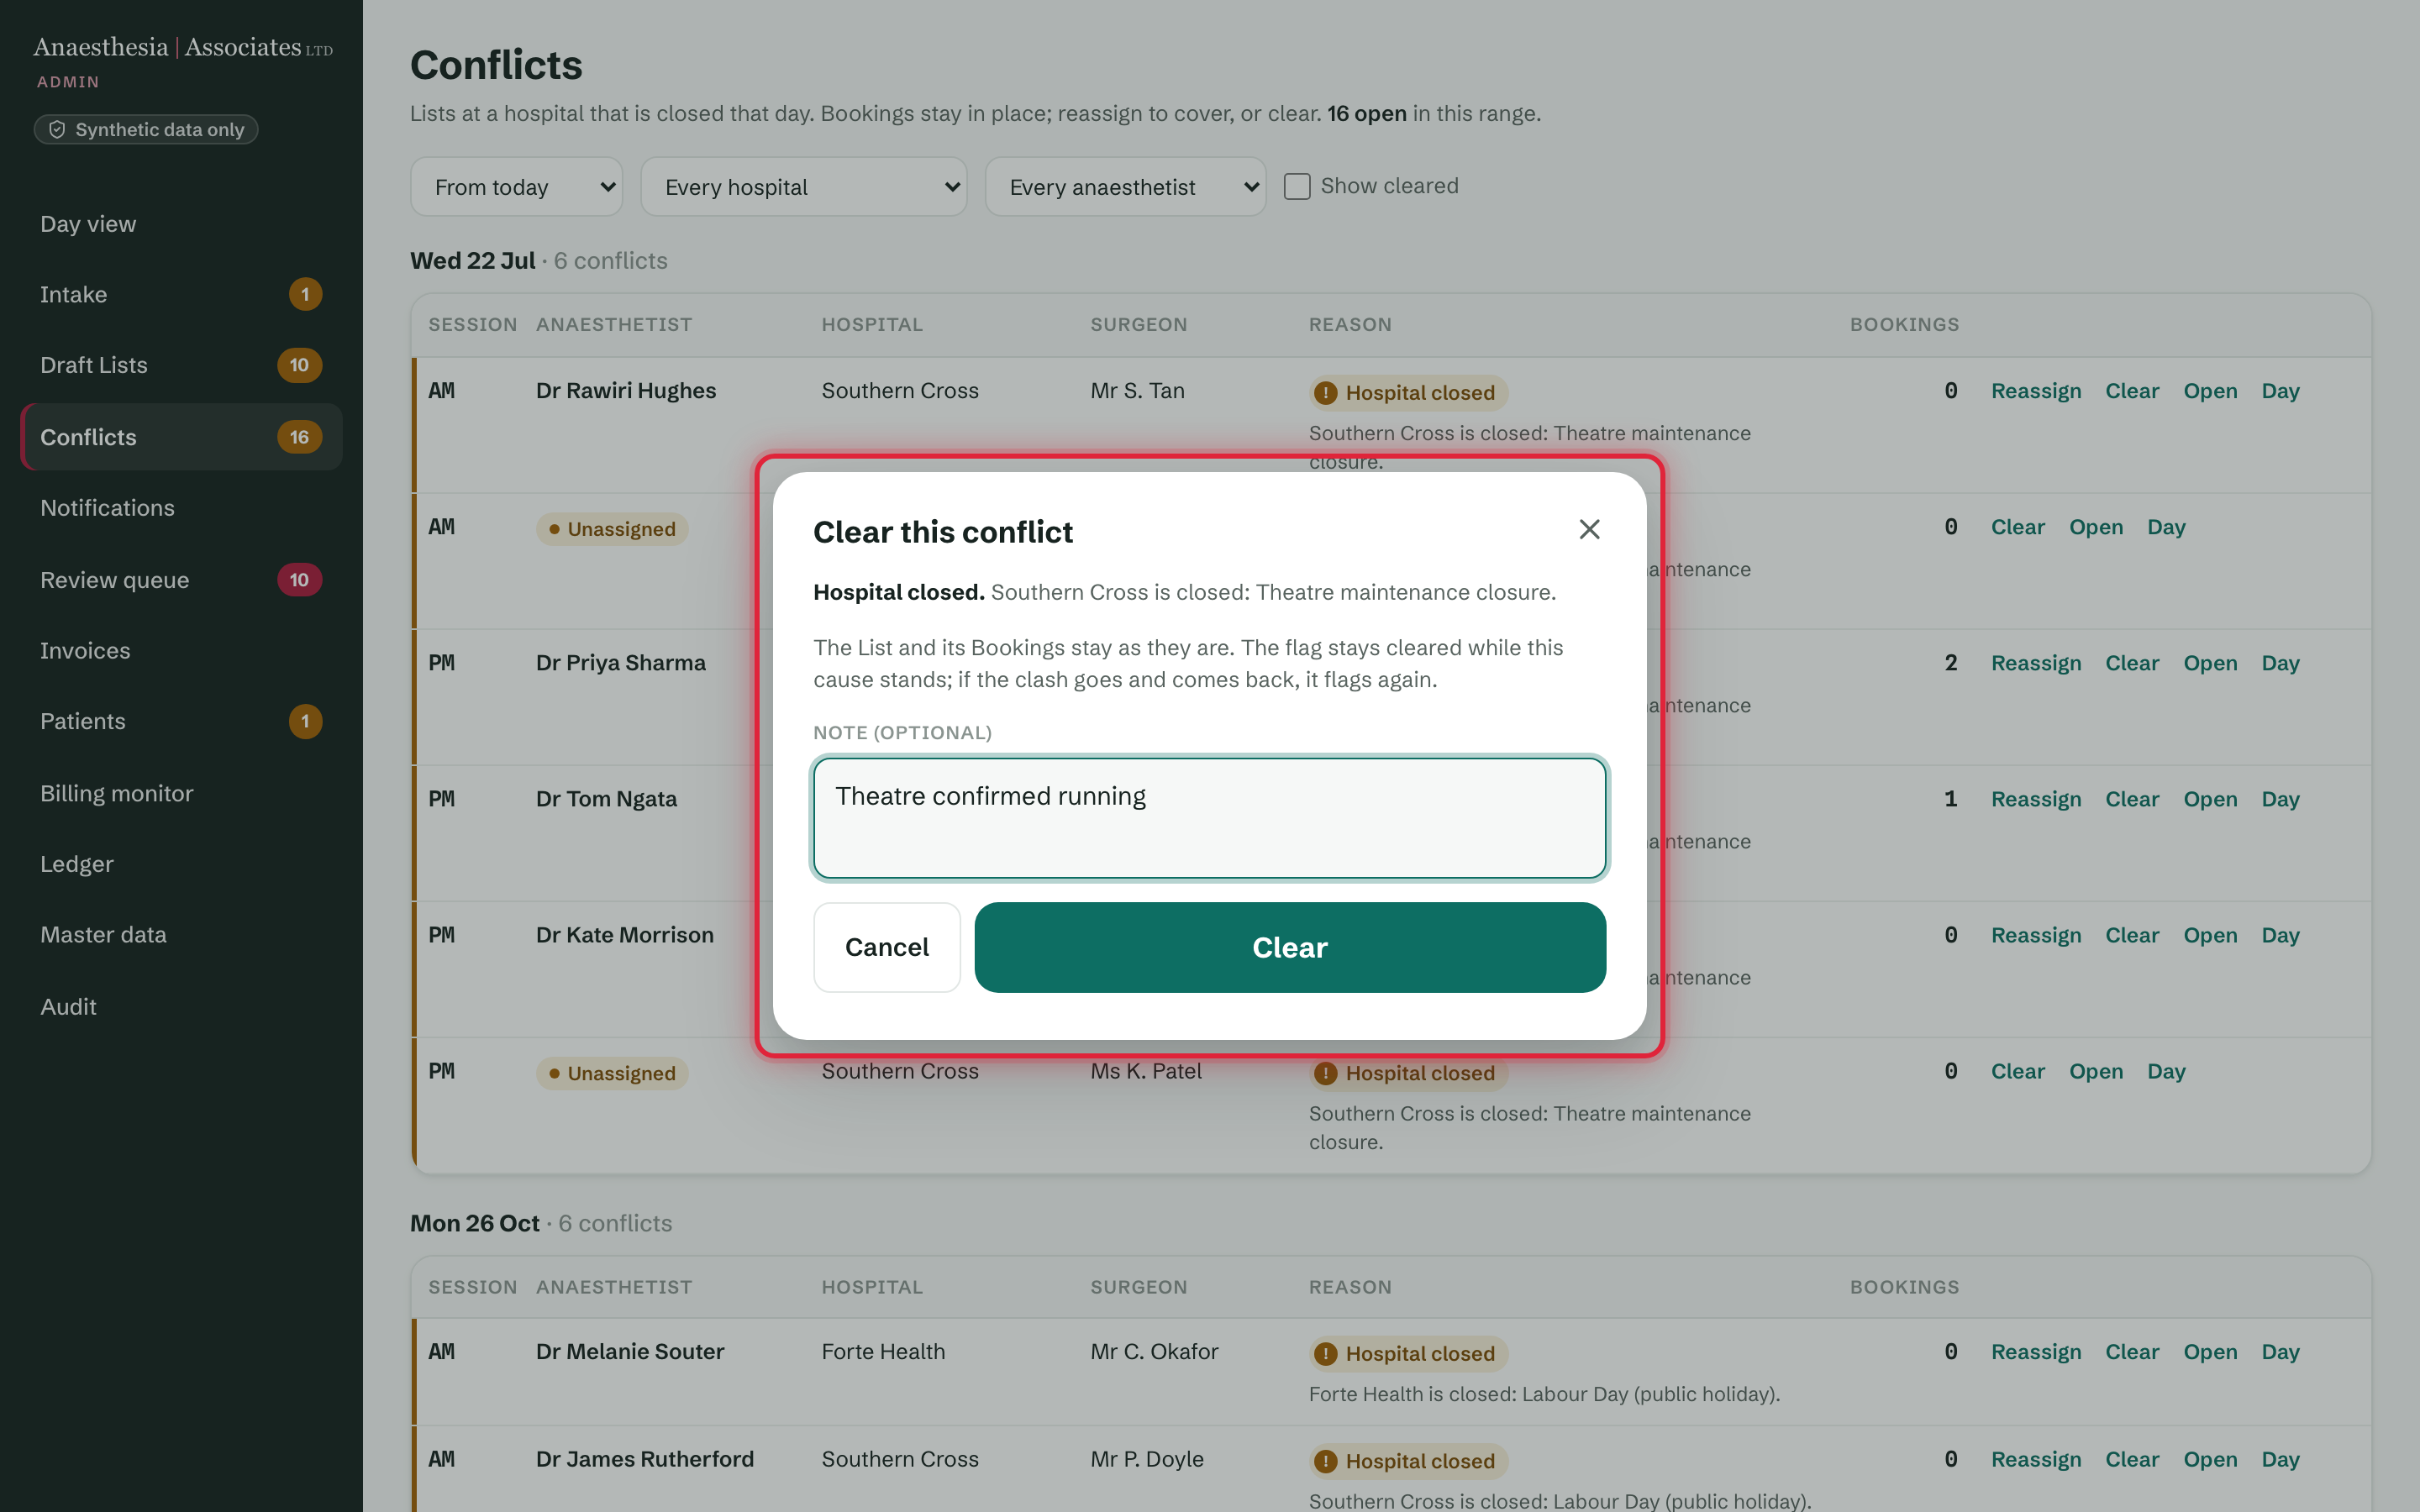 Anaesthesia | Associates LTD
ADMIN
Synthetic data only
Day view
Intake 1
Draft Lists 10
Conflicts 16
Notifications
Review queue 10
Invoices
Patients 1
Billing monitor
Ledger
Master data
Audit
Conflicts
Lists at a hospital that is closed that day. Bookings stay in place; reassign to cover, or clear. 16 open in this range.
From today Every hospital Every anaesthetist Show cleared
Wed 22 Jul · 6 conflicts
SESSION ANAESTHETIST HOSPITAL SURGEON REASON BOOKINGS
AM Dr Rawiri Hughes Southern Cross Mr S. Tan Hospital closed 0 Reassign Clear Open Day
Southern Cross is closed: Theatre maintenance
closure.
AM Unassigned 0 Clear Open Day
PM Dr Priya Sharma 2 Reassign Clear Open Day
PM Dr Tom Ngata 1 Reassign Clear Open Day
PM Dr Kate Morrison 0 Reassign Clear Open Day
Clear this conflict
Hospital closed. Southern Cross is closed: Theatre maintenance closure.
The List and its Bookings stay as they are. The flag stays cleared while this
cause stands; if the clash goes and comes back, it flags again.
NOTE (OPTIONAL)
Theatre confirmed running
Cancel Clear
PM Unassigned Southern Cross Ms K. Patel Hospital closed 0 Clear Open Day
Southern Cross is closed: Theatre maintenance
closure.
Mon 26 Oct · 6 conflicts
SESSION ANAESTHETIST HOSPITAL SURGEON REASON BOOKINGS
AM Dr Melanie Souter Forte Health Mr C. Okafor Hospital closed 0 Reassign Clear Open Day
Forte Health is closed: Labour Day (public holiday).
AM Dr James Rutherford Southern Cross Mr P. Doyle Hospital closed 0 Reassign Clear Open Day
Southern Cross is closed: Labour Day (public holiday).